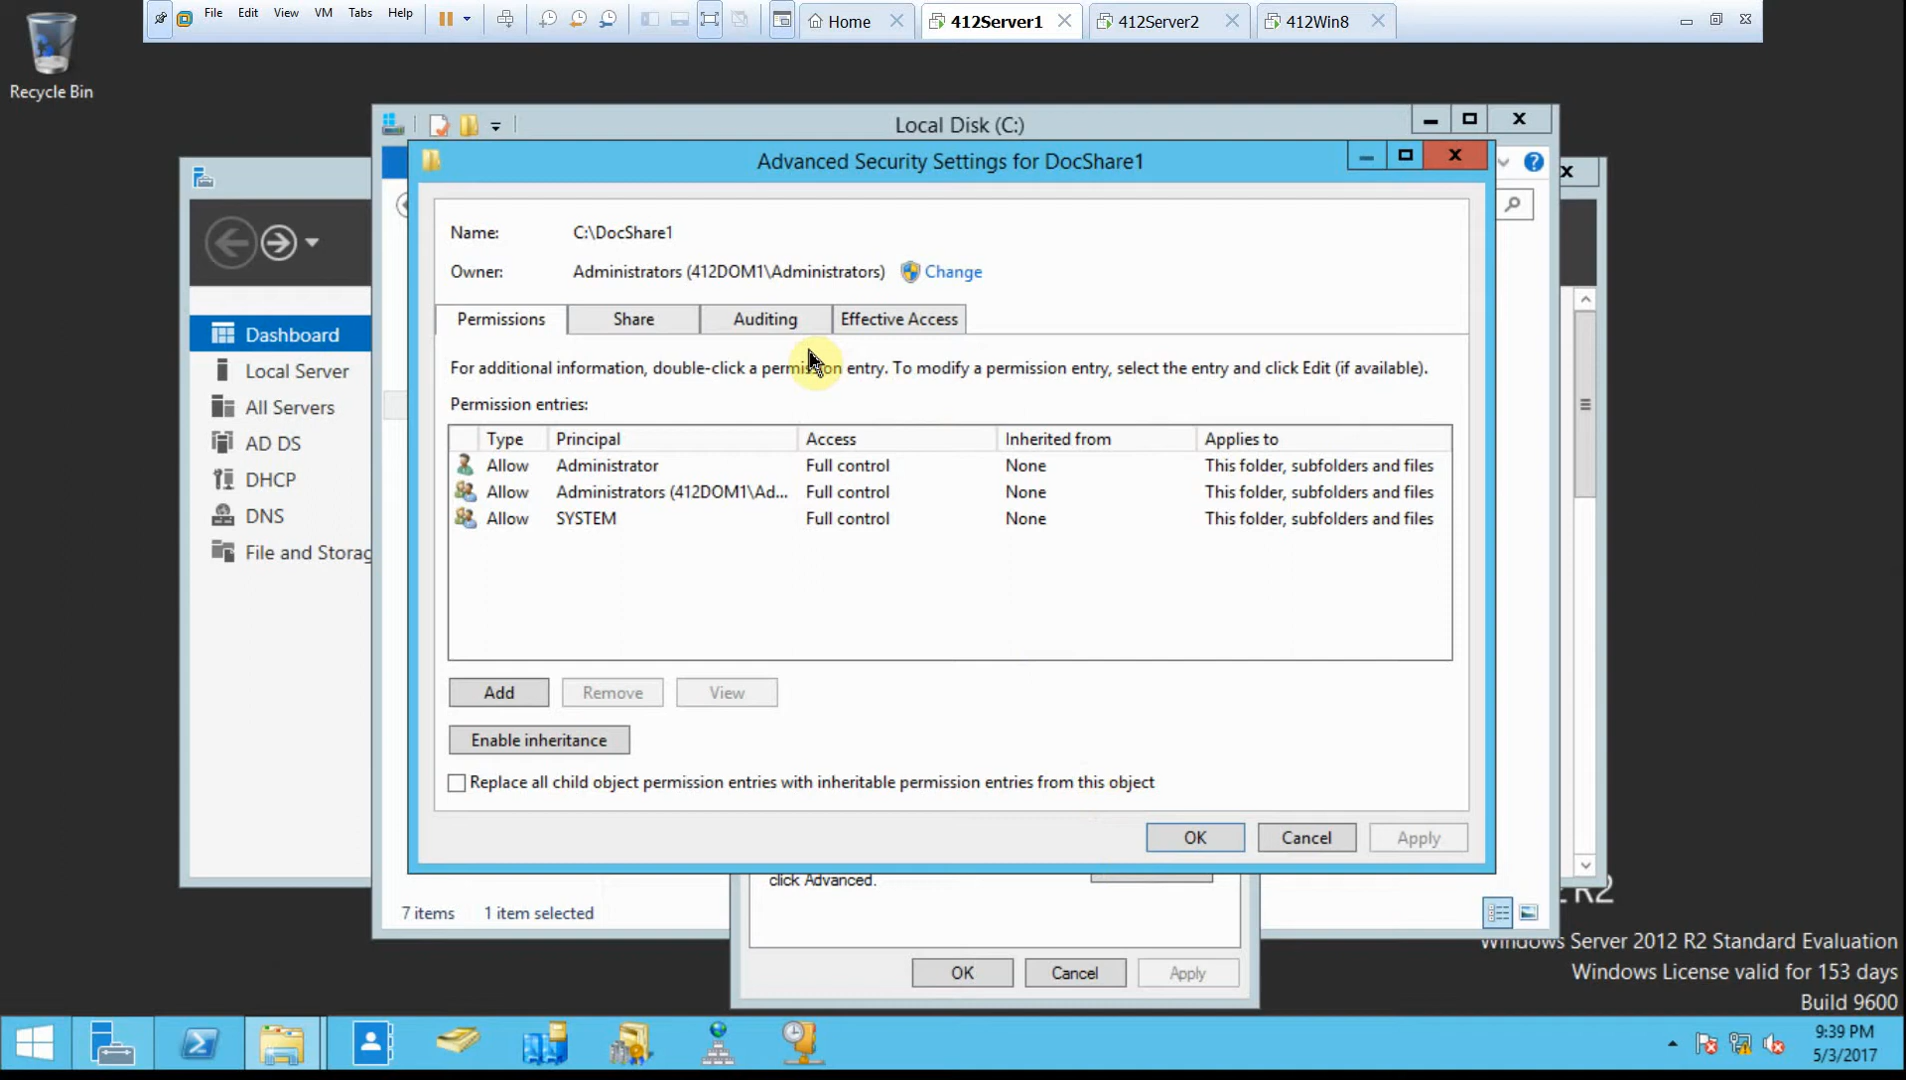 File Edit View VM Tabs Help
Home 412Server1 412Server2 412Win8
Recycle Bin
Local Disk (C:)
Advanced Security Settings for DocShare1
Name: C:\DocShare1
Owner: Administrators (412DOM1\Administrators) Change
Permissions Share Auditing Effective Access
For additional information, double-click a permission entry. To modify a permission entry, select the entry and click Edit (if available).
Permission entries:
Type Principal Access Inherited from Applies to
Allow Administrator Full control None This folder, subfolders and files
Allow Administrators (412DOM1\Ad... Full control None This folder, subfolders and files
Allow SYSTEM Full control None This folder, subfolders and files
Add Remove View
Enable inheritance
Replace all child object permission entries with inheritable permission entries from this object
OK Cancel Apply
Dashboard
Local Server
All Servers
AD DS
DHCP
DNS
File and Storag
click Advanced.
7 items 1 item selected
OK Cancel Apply
R2
Windows Server 2012 R2 Standard Evaluation
Windows License valid for 153 days
Build 9600
9:39 PM
5/3/2017